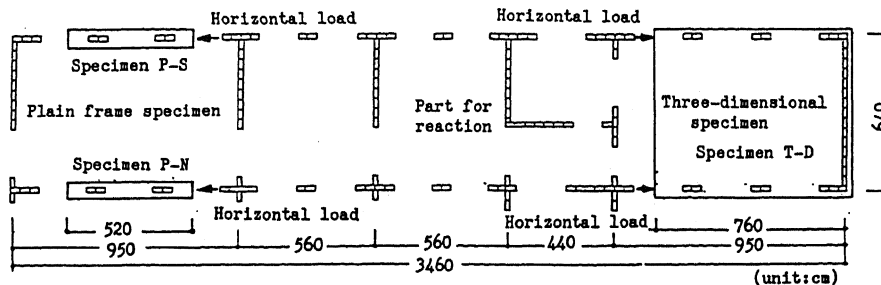 Horizontal load
Horizontal load
Specimen P-S
Plain frame specimen
Part for
reaction
Three-dimensional
specimen
Specimen T-D
640
Specimen P-N
Horizontal load
Horizontal load
520
760
950
560
560
440
950
3460
(unit:cm)